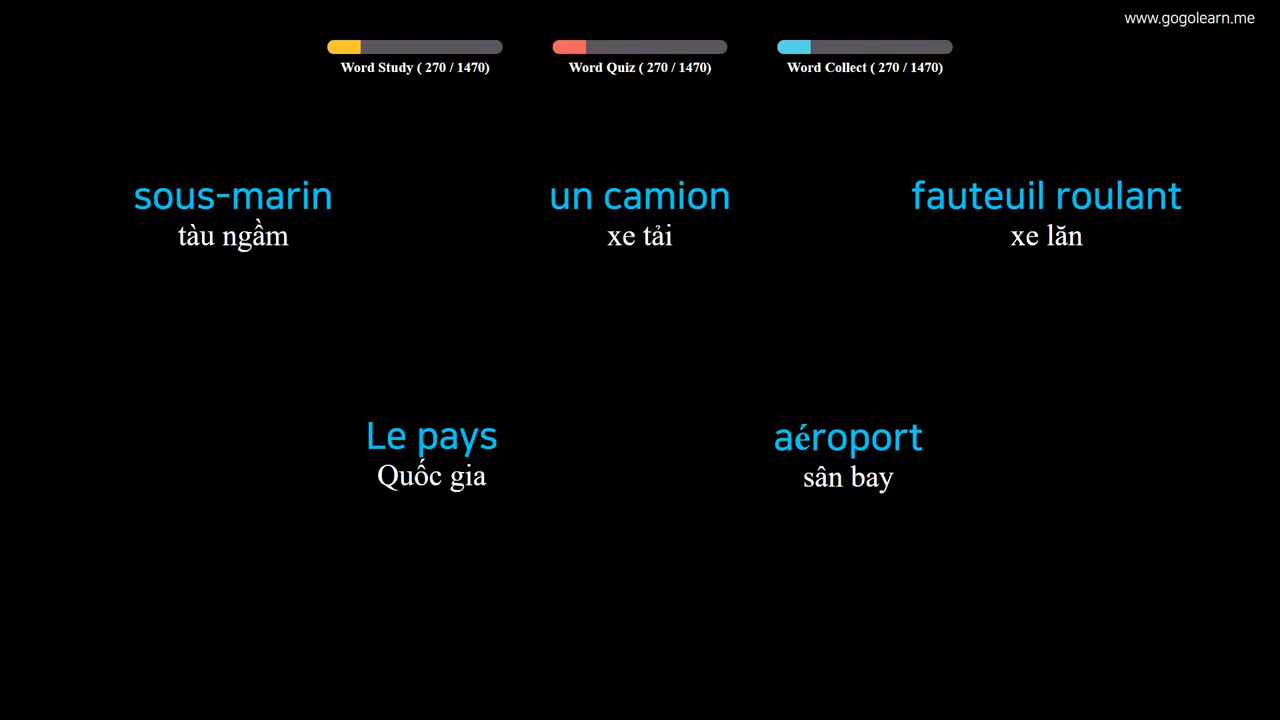 www.gogolearn.me
Word Study ( 270 / 1470)
Word Quiz ( 270 / 1470)
Word Collect ( 270 / 1470)
sous-marin
tàu ngầm
un camion
xe tải
fauteuil roulant
xe lăn
Le pays
Quốc gia
aéroport
sân bay